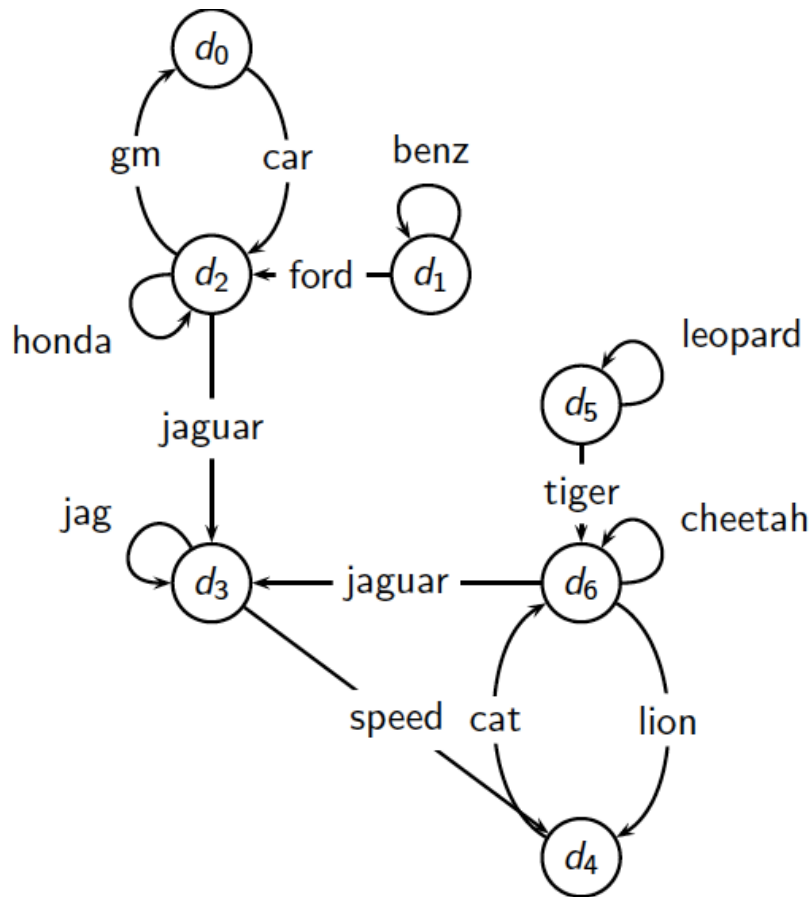 d₀
gm car
benz
d₂ ford d₁
honda
leopard
d₅
jaguar
tiger
jag cheetah
d₃ jaguar d₆
speed cat lion
d₄